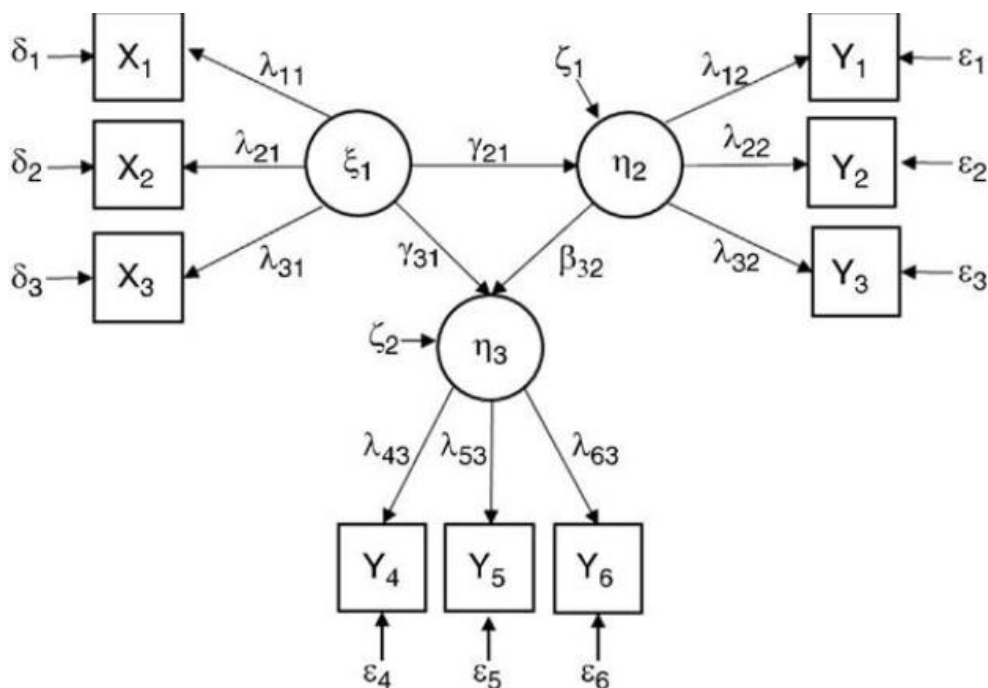 δ1 X1 λ11 ζ1 λ12 Y1 ε1
δ2 X2 λ21 ξ1 γ21 η2 λ22 Y2 ε2
δ3 X3 λ31 γ31 β32 λ32 Y3 ε3
ζ2 η3
λ43 λ53 λ63
Y4 Y5 Y6
ε4 ε5 ε6